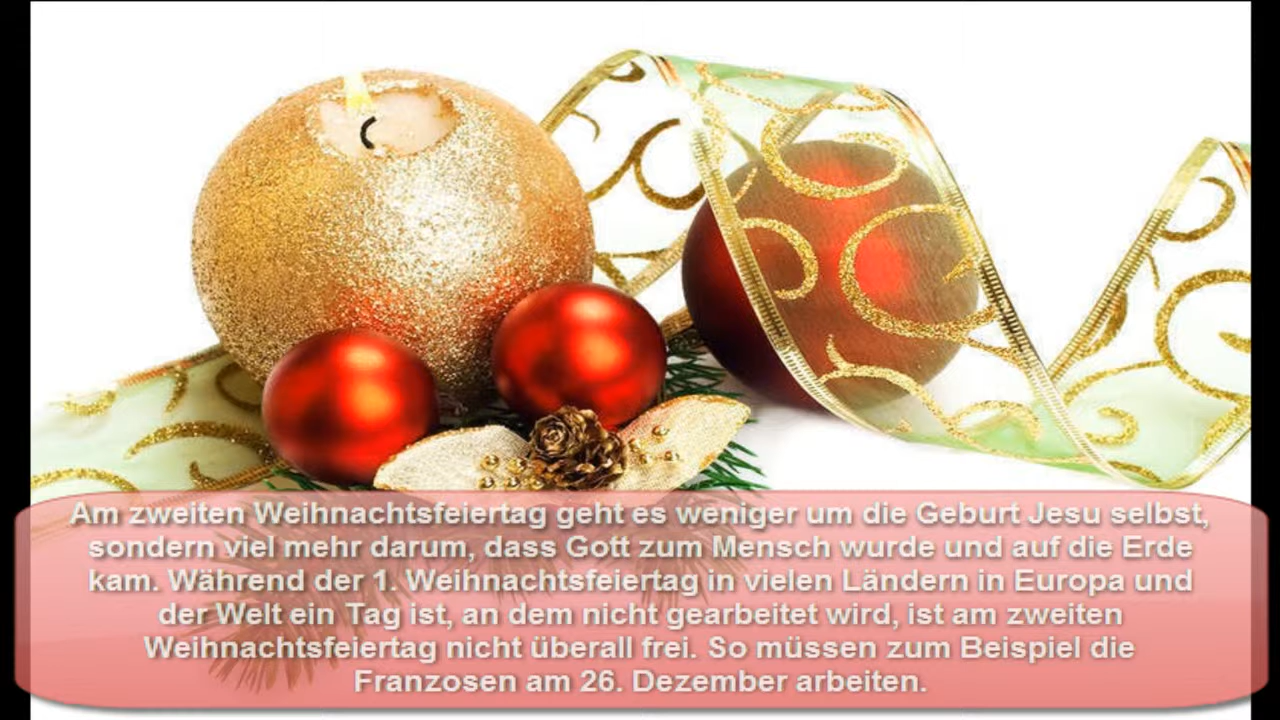 Am zweiten Weihnachtsfeiertag geht es weniger um die Geburt Jesu selbst,
sondern viel mehr darum, dass Gott zum Mensch wurde und auf die Erde
kam. Während der 1. Weihnachtsfeiertag in vielen Ländern in Europa und
der Welt ein Tag ist, an dem nicht gearbeitet wird, ist am zweiten
Weihnachtsfeiertag nicht überall frei. So müssen zum Beispiel die
Franzosen am 26. Dezember arbeiten.